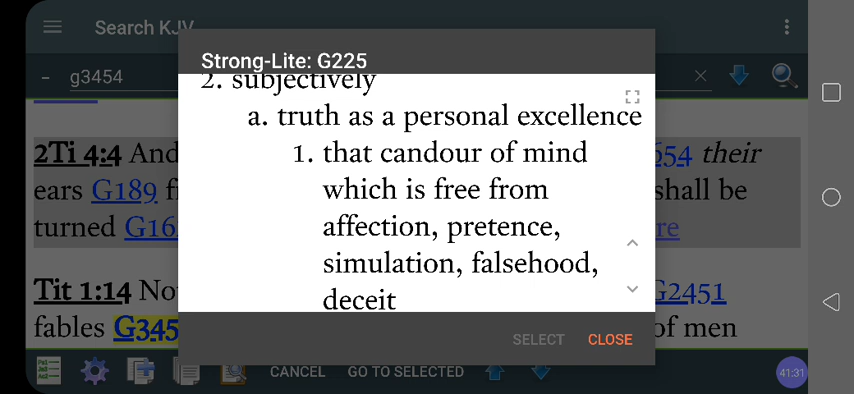 Search KJV
Strong-Lite: G225
- g3454
2. subjectively
a. truth as a personal excellence
1. that candour of mind
which is free from
affection, pretence,
simulation, falsehood,
deceit
2Ti 4:4 And 654 their
ears G189 shall be
turned G16 re
Tit 1:14 No G2451
fables G345 of men
SELECT CLOSE
CANCEL GO TO SELECTED
41:31